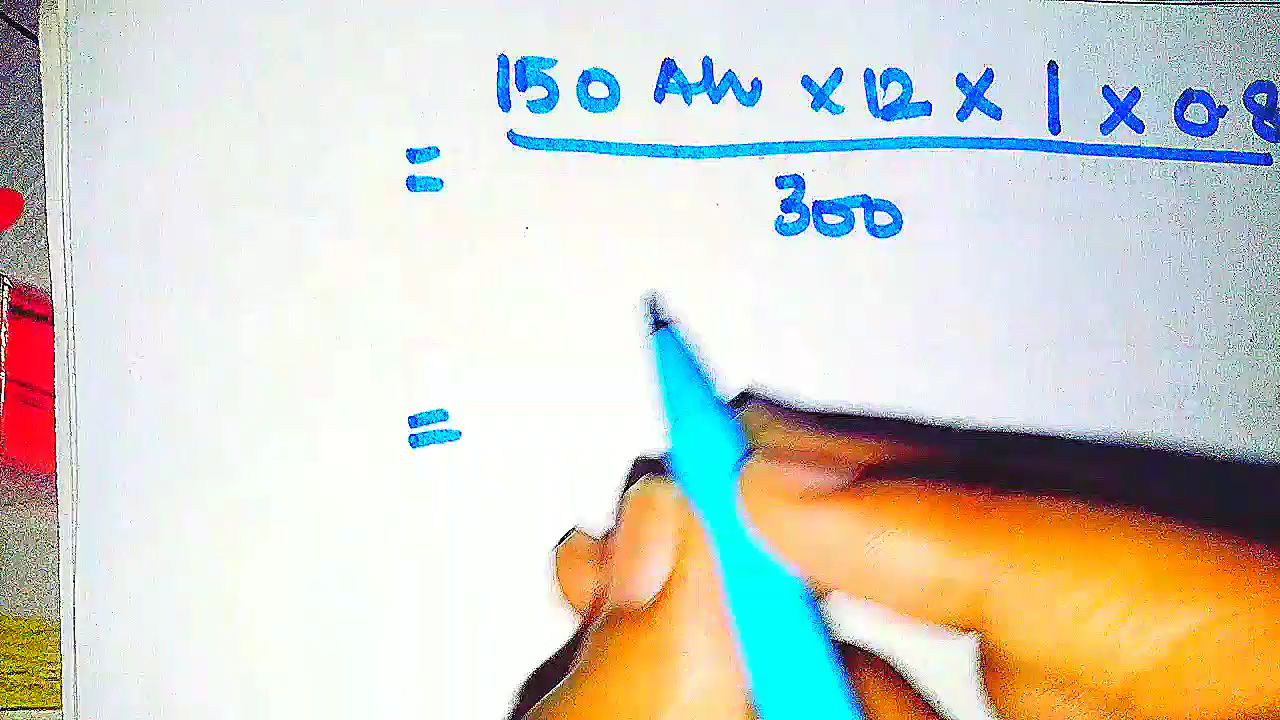 150 Ah × 12 × 1 × 0.8
=
300
=